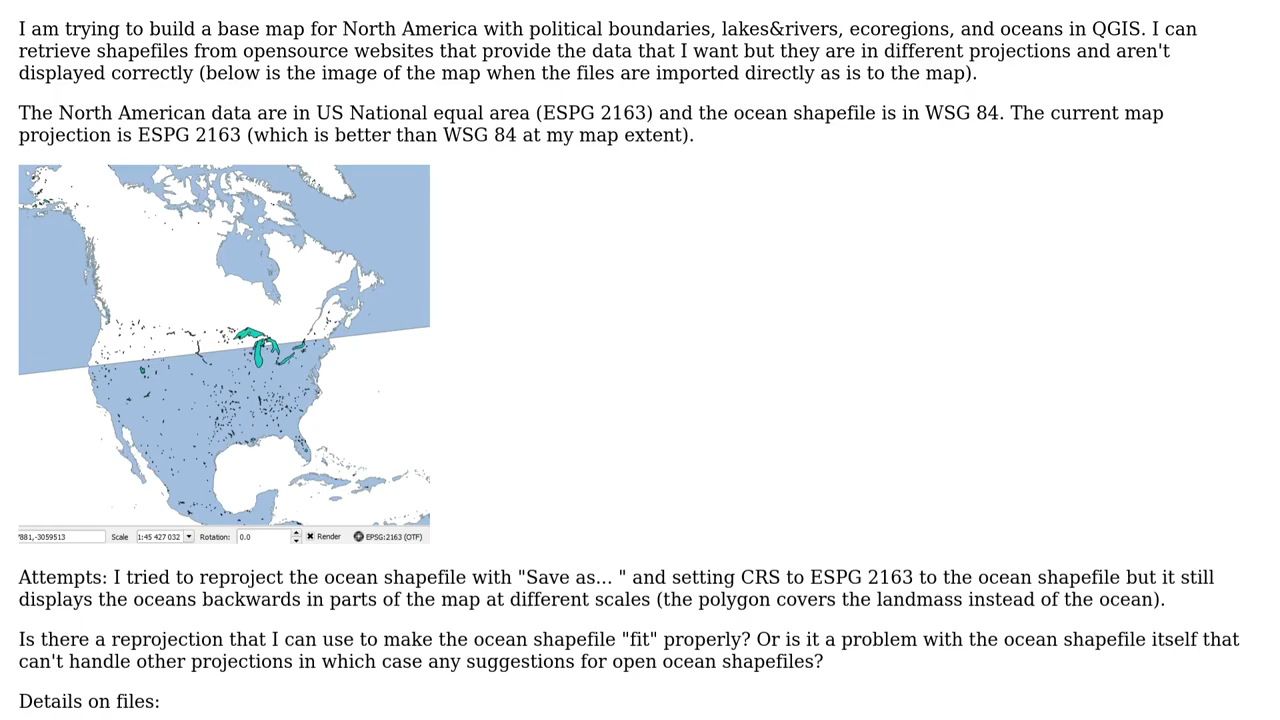 I am trying to build a base map for North America with political boundaries, lakes&rivers, ecoregions, and oceans in QGIS. I can
retrieve shapefiles from opensource websites that provide the data that I want but they are in different projections and aren't
displayed correctly (below is the image of the map when the files are imported directly as is to the map).
The North American data are in US National equal area (ESPG 2163) and the ocean shapefile is in WSG 84. The current map
projection is ESPG 2163 (which is better than WSG 84 at my map extent).
'881,-3059513 Scale 1:45 427 032 Rotation: 0.0 Render EPSG:2163 (OTF)
Attempts: I tried to reproject the ocean shapefile with "Save as... " and setting CRS to ESPG 2163 to the ocean shapefile but it still
displays the oceans backwards in parts of the map at different scales (the polygon covers the landmass instead of the ocean).
Is there a reprojection that I can use to make the ocean shapefile "fit" properly? Or is it a problem with the ocean shapefile itself that
can't handle other projections in which case any suggestions for open ocean shapefiles?
Details on files: